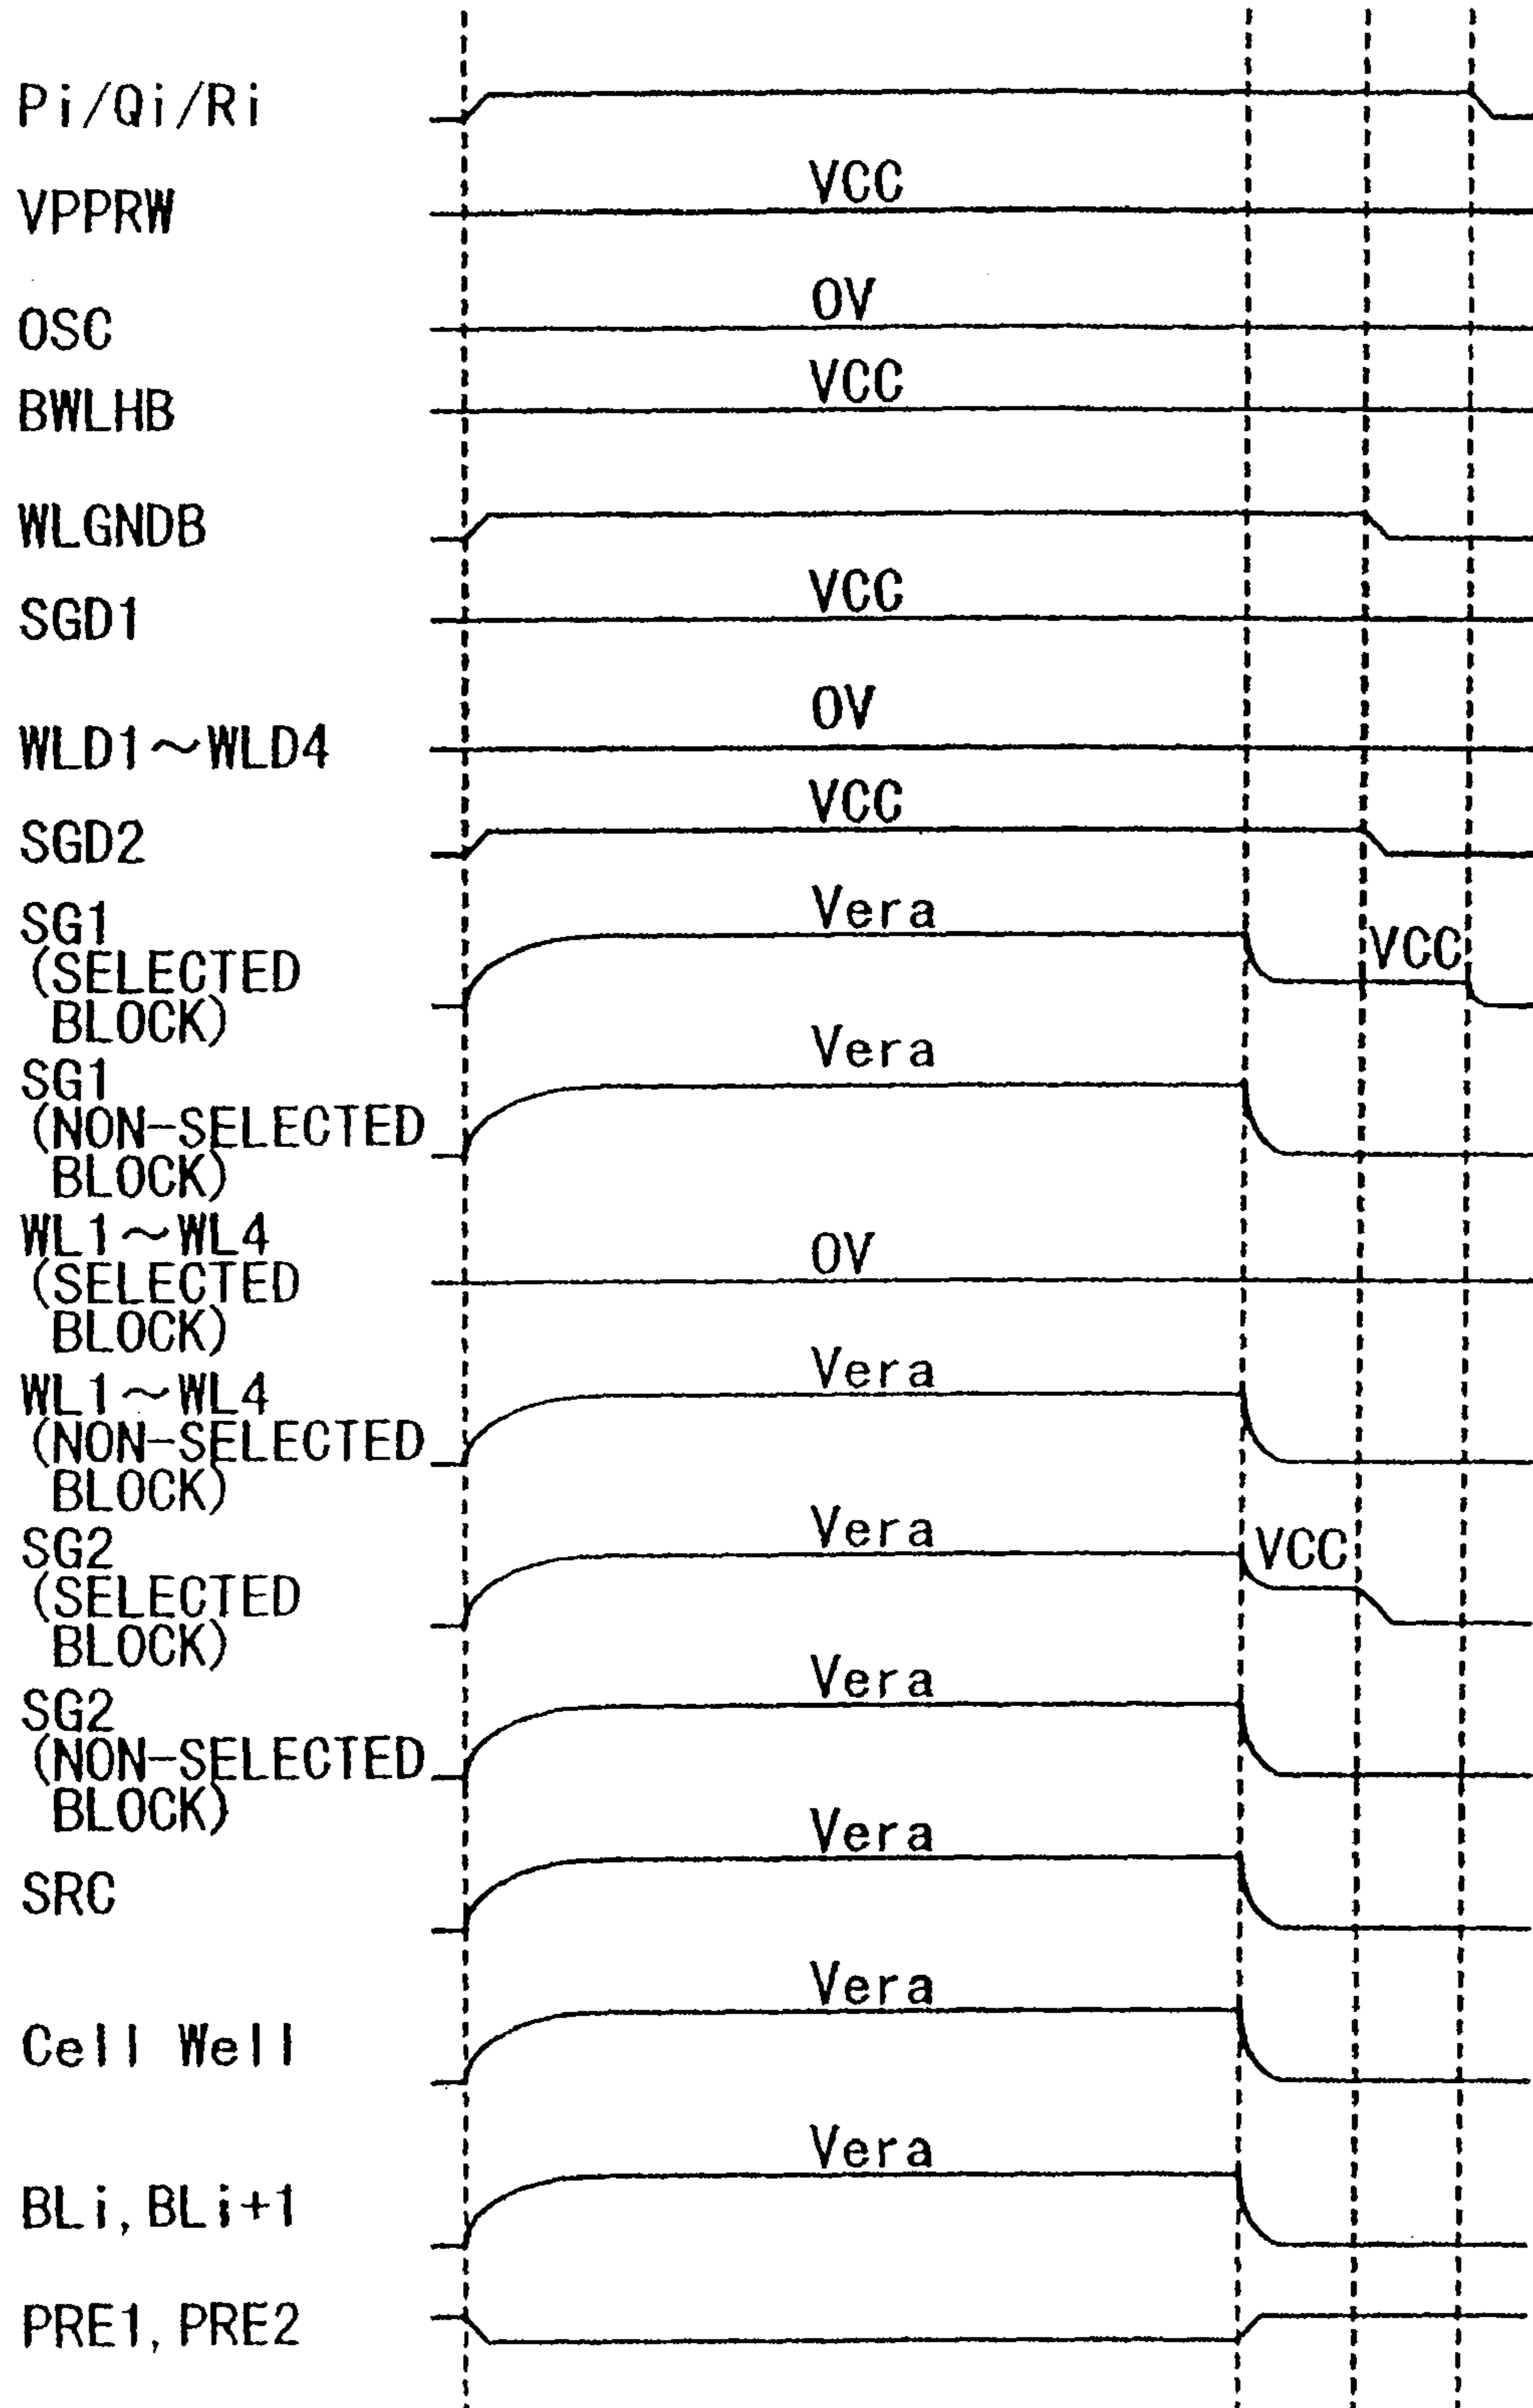 Pi/Qi/Ri
VCC
VPPRW
0V
OSC
VCC
BWLHB
WLGNDB
VCC
SGD1
0V
WLD1～WLD4
VCC
SGD2
Vera
SG1
(SELECTED
BLOCK)
VCC
Vera
SG1
(NON-SELECTED
BLOCK)
WL1～WL4
(SELECTED
BLOCK)
0V
Vera
WL1～WL4
(NON-SELECTED
BLOCK)
Vera
SG2
(SELECTED
BLOCK)
VCC
Vera
SG2
(NON-SELECTED
BLOCK)
Vera
SRC
Vera
Cell Well
Vera
BLi, BLi+1
PRE1, PRE2